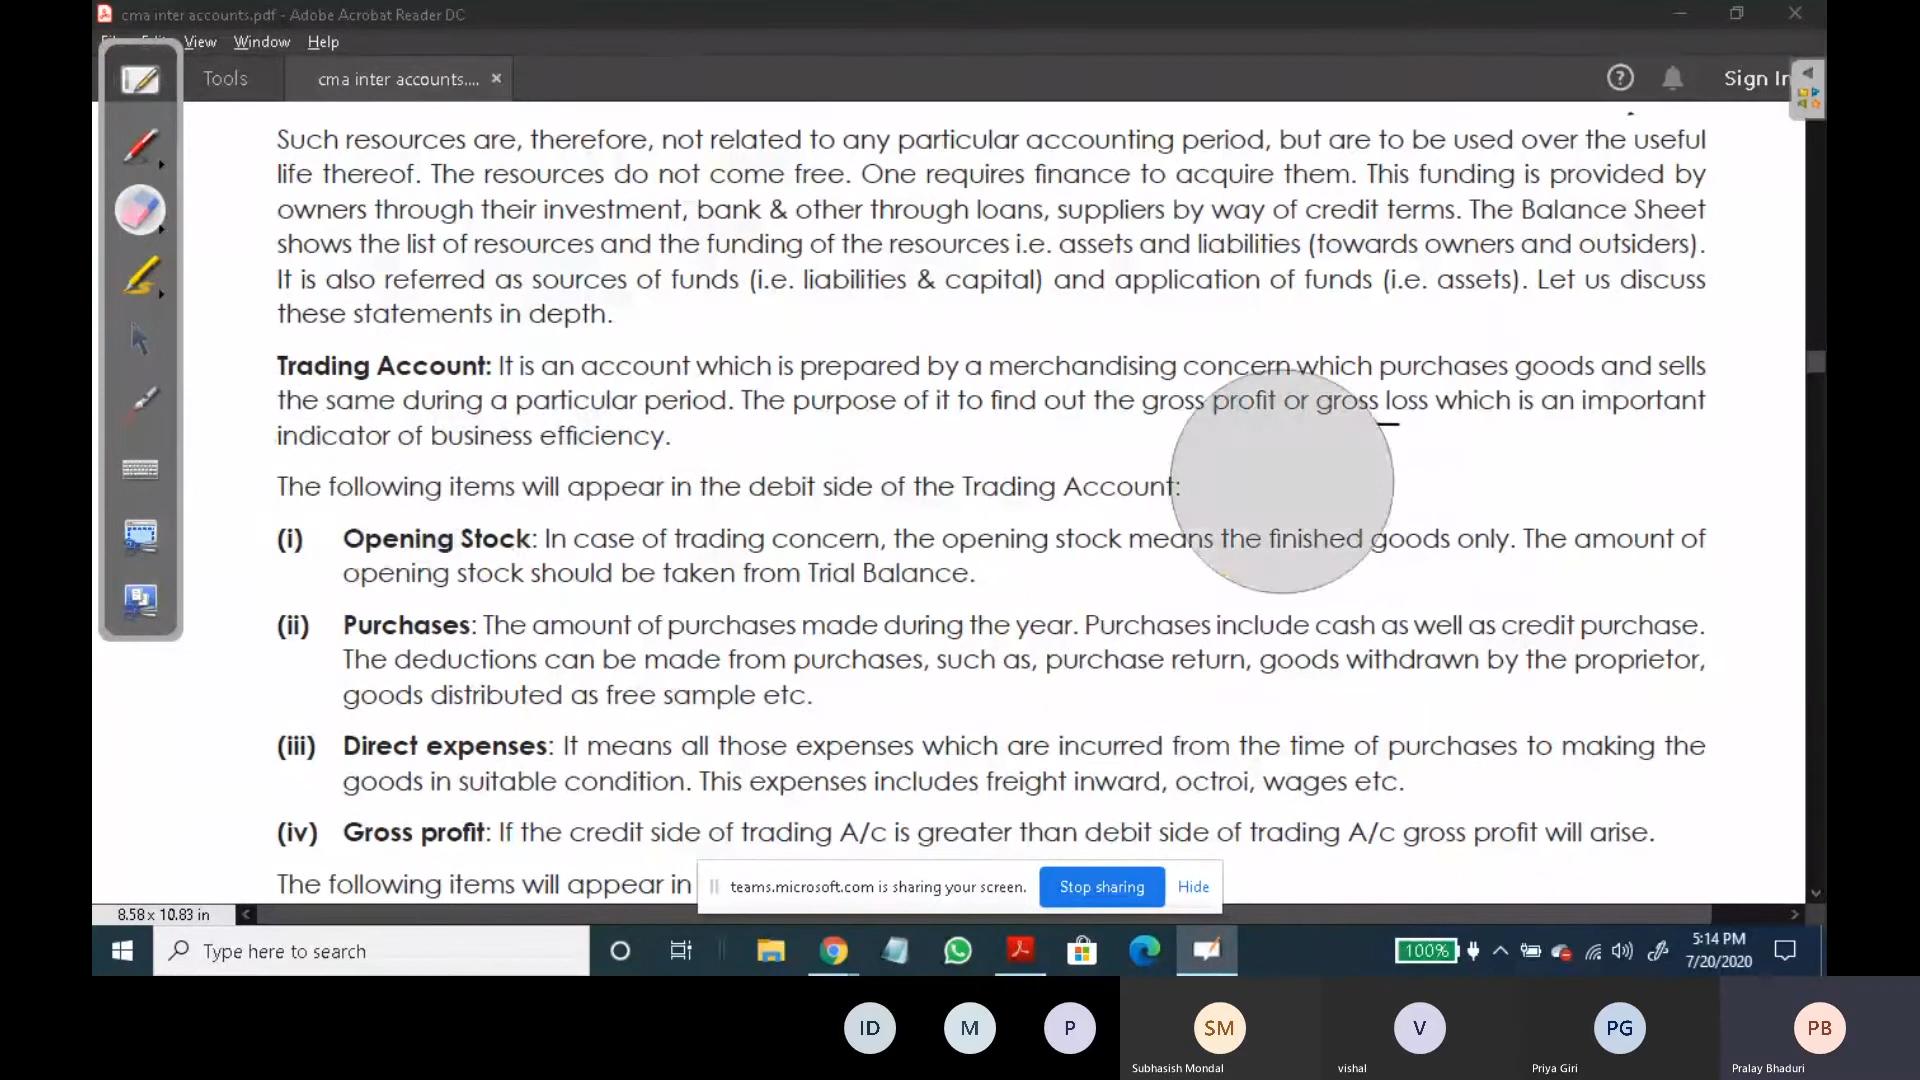 cma inter accounts.pdf - Adobe Acrobat Reader DC
View Window Help
Tools
cma inter accounts....
Sign In
Such resources are, therefore, not related to any particular accounting period, but are to be used over the useful
life thereof. The resources do not come free. One requires finance to acquire them. This funding is provided by
owners through their investment, bank & other through loans, suppliers by way of credit terms. The Balance Sheet
shows the list of resources and the funding of the resources i.e. assets and liabilities (towards owners and outsiders).
It is also referred as sources of funds (i.e. liabilities & capital) and application of funds (i.e. assets). Let us discuss
these statements in depth.
Trading Account: It is an account which is prepared by a merchandising concern which purchases goods and sells
the same during a particular period. The purpose of it to find out the gross profit or gross loss which is an important
indicator of business efficiency.
The following items will appear in the debit side of the Trading Account:
(i) Opening Stock: In case of trading concern, the opening stock means the finished goods only. The amount of
opening stock should be taken from Trial Balance.
(ii) Purchases: The amount of purchases made during the year. Purchases include cash as well as credit purchase.
The deductions can be made from purchases, such as, purchase return, goods withdrawn by the proprietor,
goods distributed as free sample etc.
(iii) Direct expenses: It means all those expenses which are incurred from the time of purchases to making the
goods in suitable condition. This expenses includes freight inward, octroi, wages etc.
(iv) Gross profit: If the credit side of trading A/c is greater than debit side of trading A/c gross profit will arise.
The following items will appear in
teams.microsoft.com is sharing your screen. Stop sharing Hide
8.58 x 10.83 in
Type here to search
100%
5:14 PM
7/20/2020
ID M P SM V PG PB
Subhasish Mondal vishal Priya Giri Pralay Bhaduri